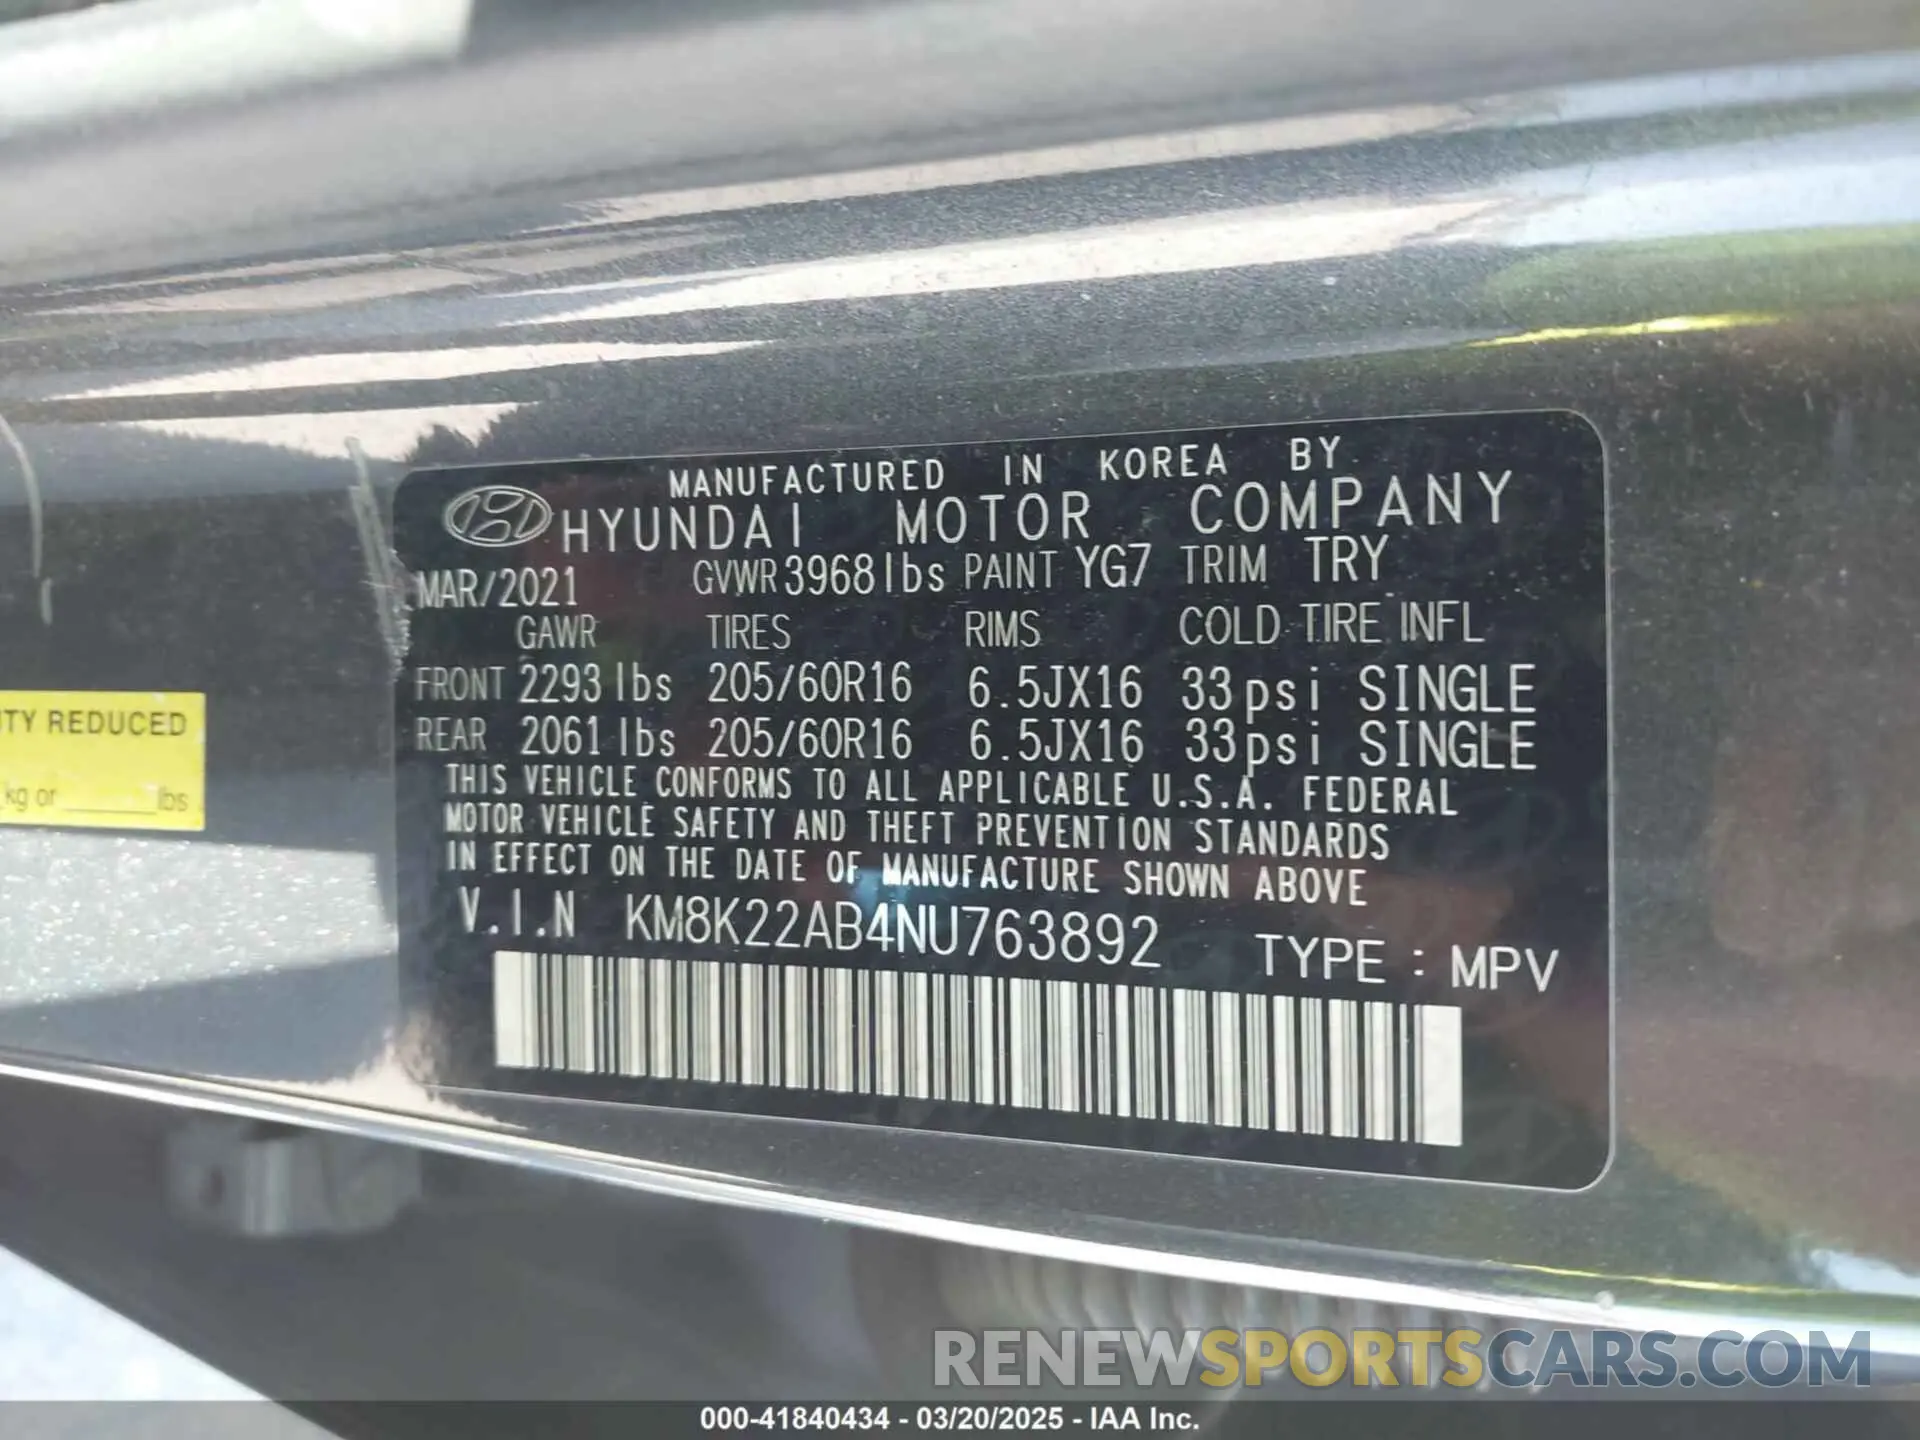 MANUFACTURED IN KOREA BY
HYUNDAI MOTOR COMPANY
MAR/2021 GVWR 3968lbs PAINT YG7 TRIM TRY
GAWR TIRES RIMS COLD TIRE INFL
FRONT 2293 lbs 205/60R16 6.5JX16 33psi SINGLE
REAR 2061 lbs 205/60R16 6.5JX16 33psi SINGLE
THIS VEHICLE CONFORMS TO ALL APPLICABLE U.S.A. FEDERAL
MOTOR VEHICLE SAFETY AND THEFT PREVENTION STANDARDS
IN EFFECT ON THE DATE OF MANUFACTURE SHOWN ABOVE
V.I.N KM8K22AB4NU763892 TYPE : MPV
ITY REDUCED
kg or ______ lbs
RENEWSPORTSCARS.COM
000-41840434 - 03/20/2025 - IAA Inc.